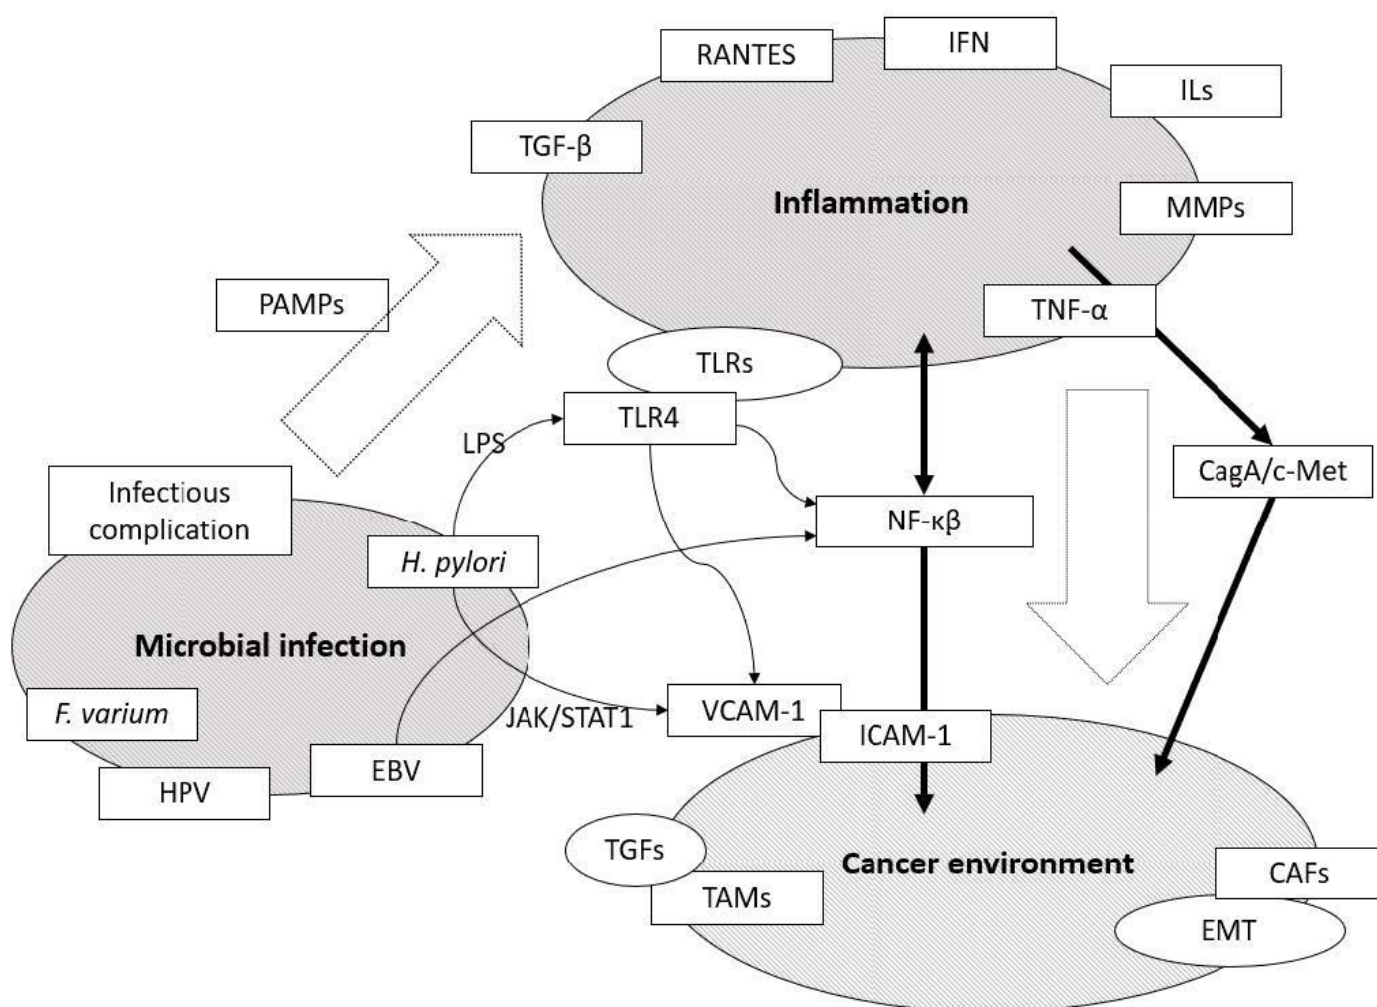 RANTES
IFN
ILs
TGF-β
Inflammation
MMPs
PAMPs
TNF-α
TLRs
TLR4
LPS
CagA/c-Met
Infectious
complication
NF-κβ
H. pylori
Microbial infection
F. varium
VCAM-1
JAK/STAT1
ICAM-1
EBV
HPV
TGFs
Cancer environment
CAFs
TAMs
EMT